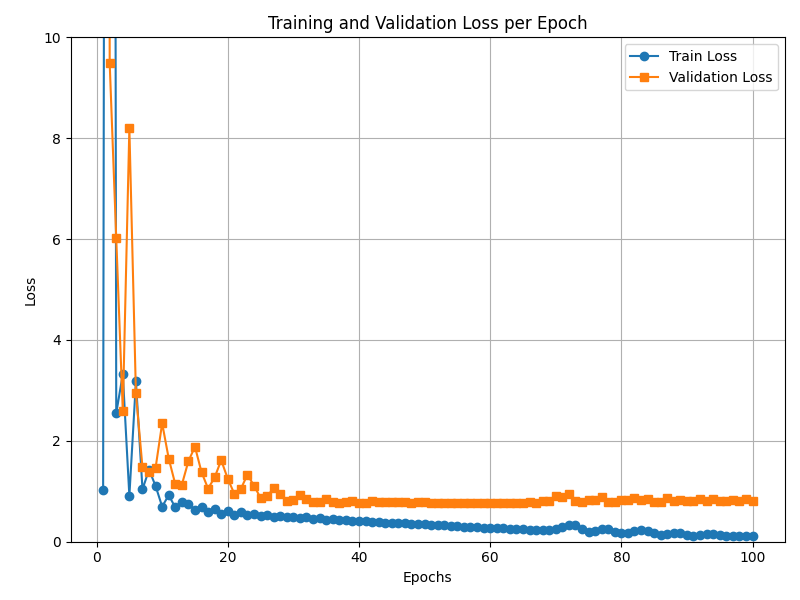 Training and Validation Loss per Epoch
Train Loss
Validation Loss
Loss
10
8
6
4
2
0
0 20 40 60 80 100
Epochs